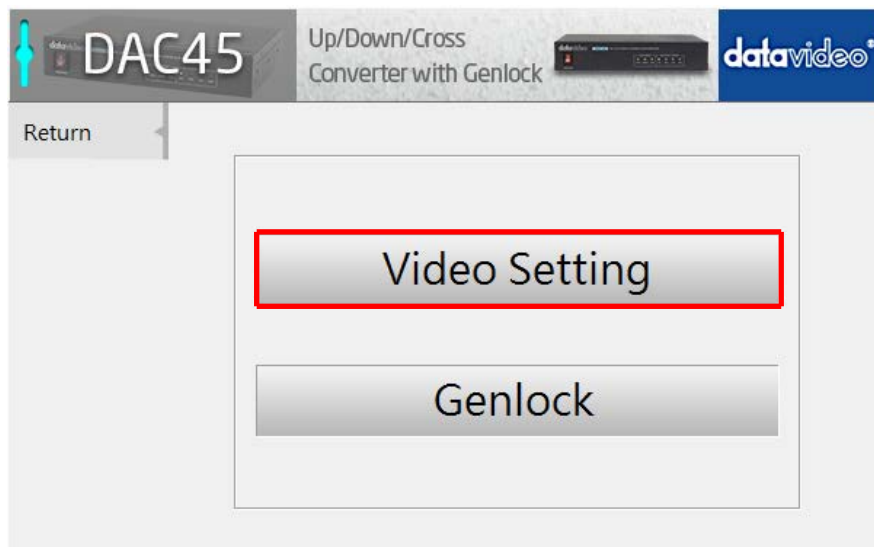 DAC45
Up/Down/Cross
Converter with Genlock
datavideo®
Return
Video Setting
Genlock